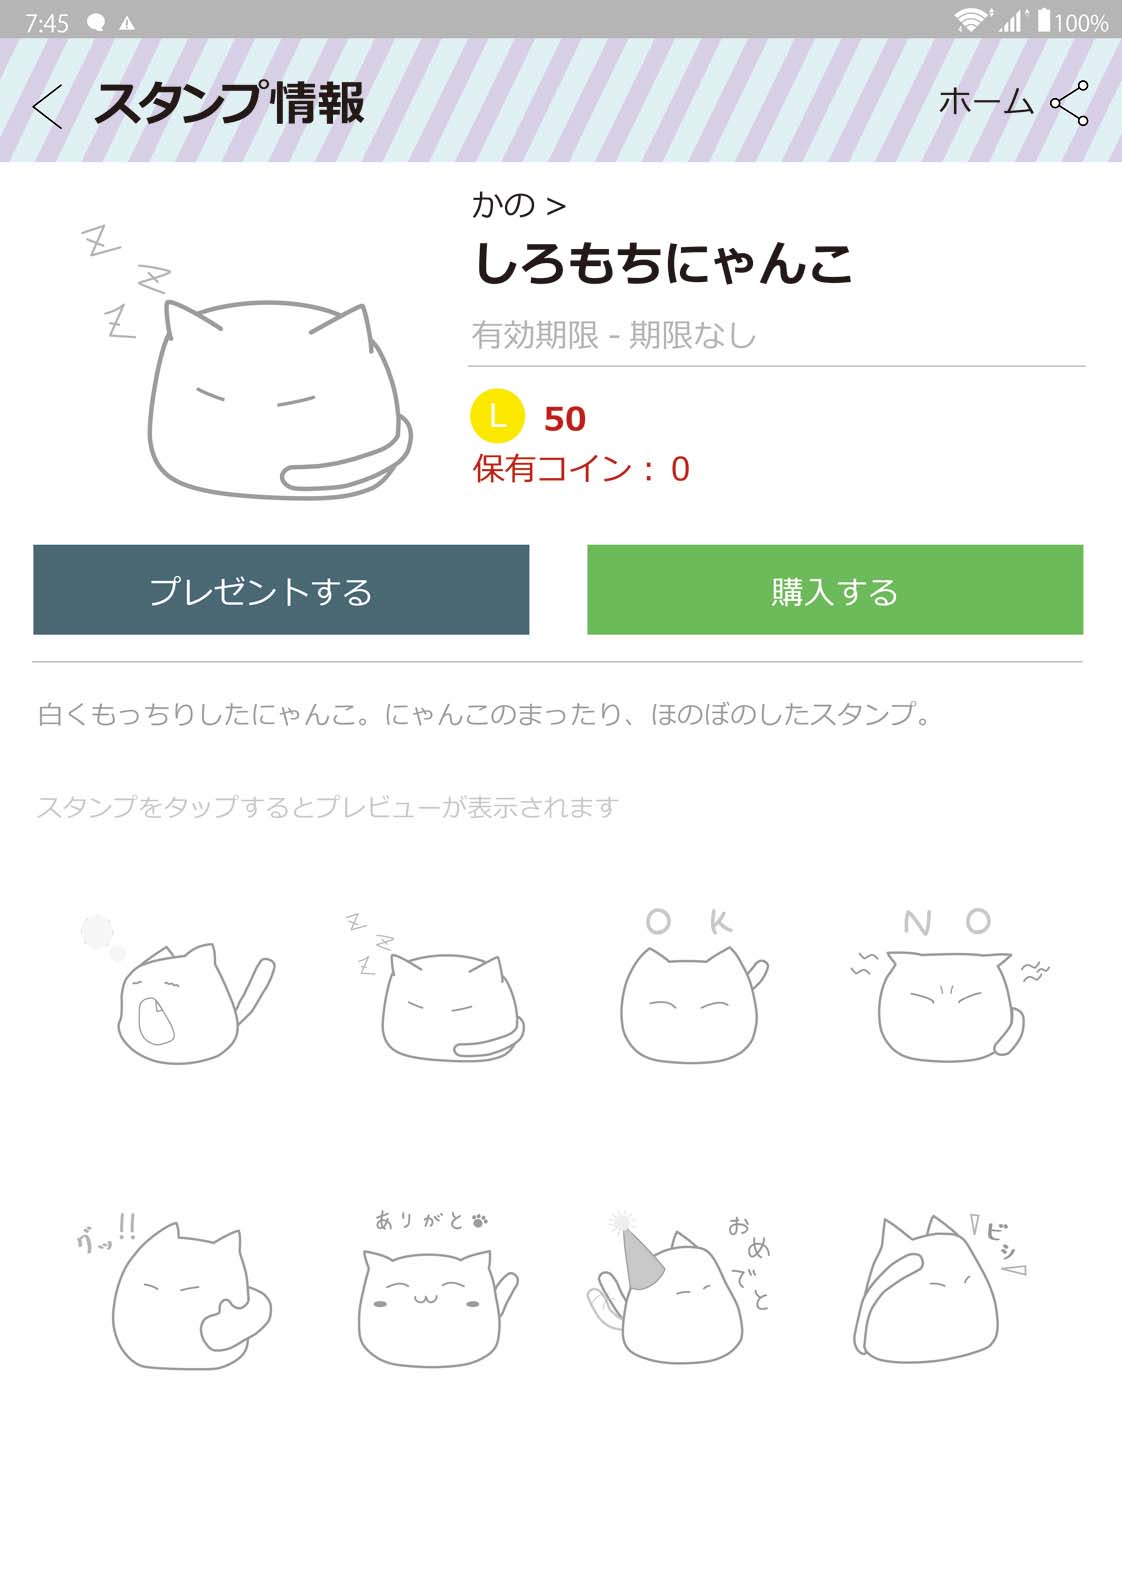 7:45
100%
スタンプ情報
ホーム
かの >
しろもちにゃんこ
有効期限 - 期限なし
L 50
保有コイン : 0
プレゼントする
購入する
白くもっちりしたにゃんこ。にゃんこのまったり、ほのぼのしたスタンプ。
スタンプをタップするとプレビューが表示されます
z z z
z z z
O K
N O
グッ!!
ありがと
おめでと
ビシ